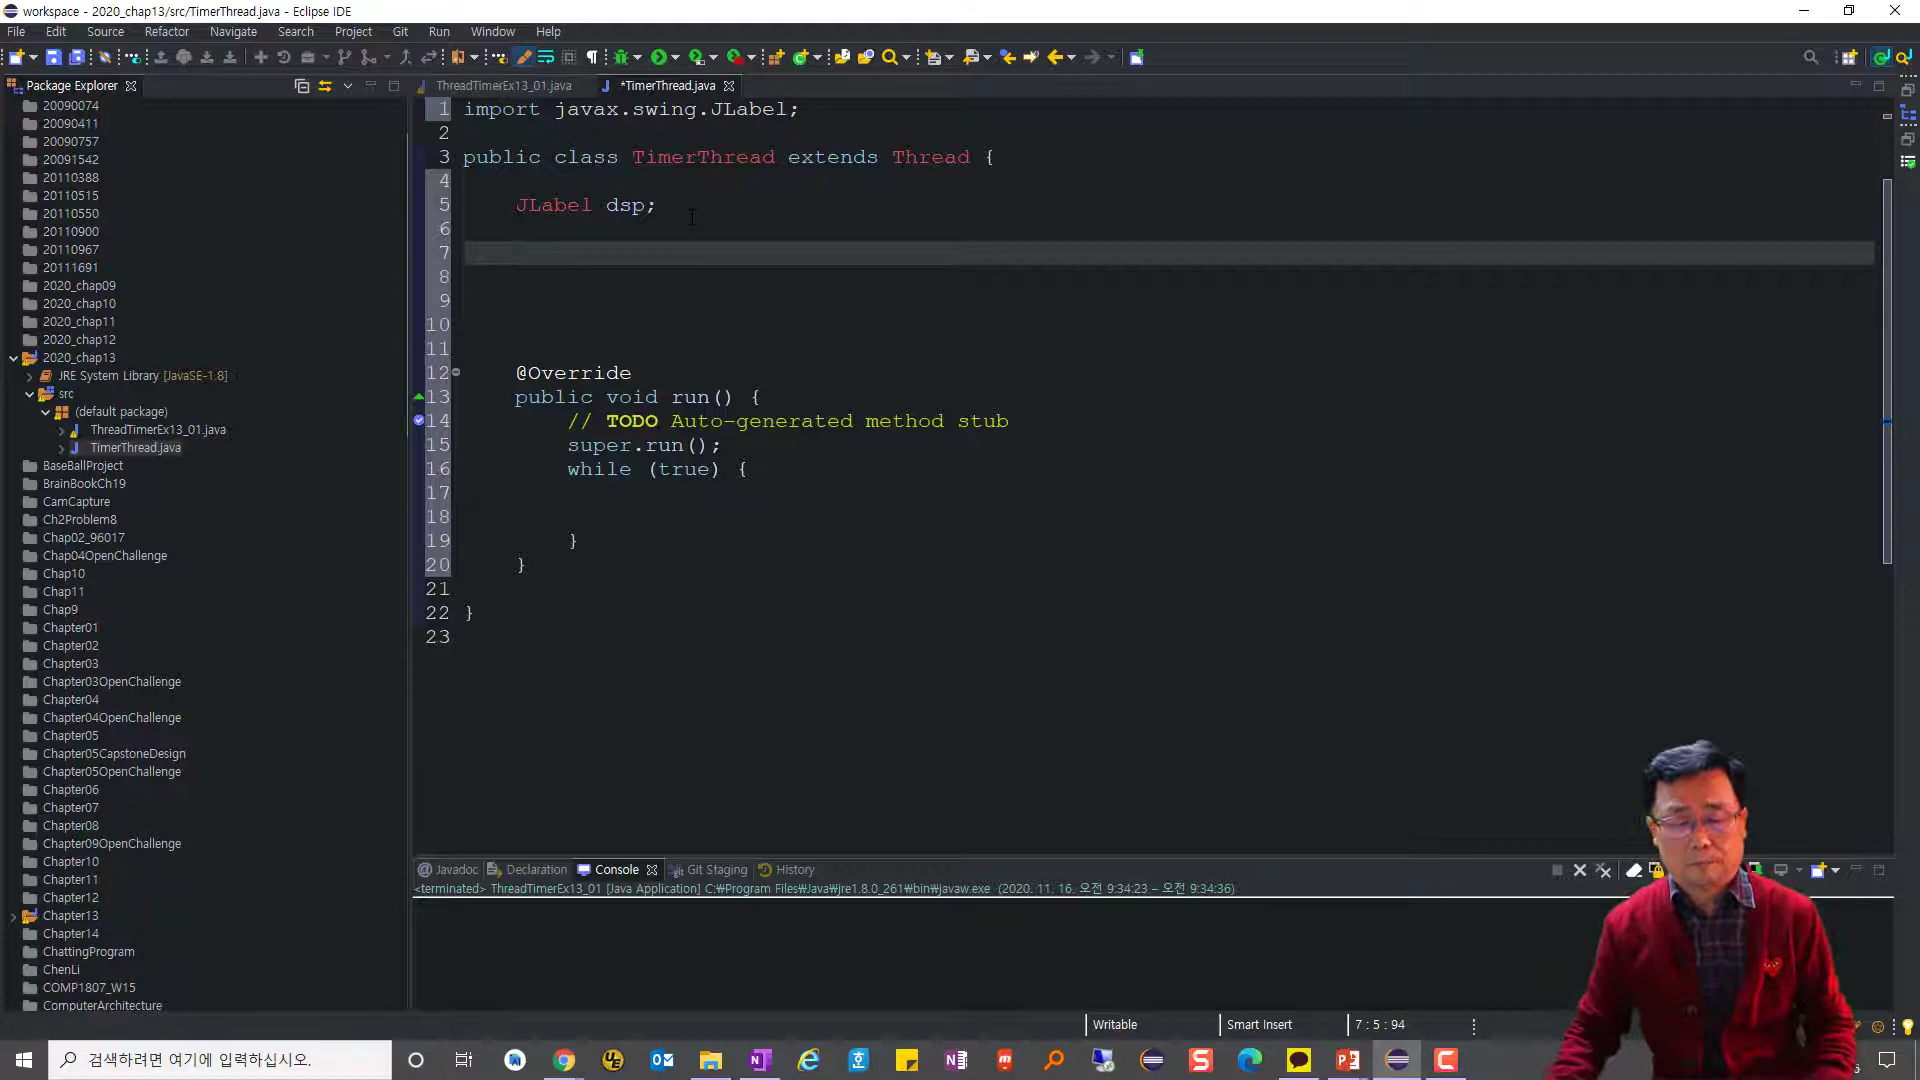 workspace - 2020_chap13/src/TimerThread.java - Eclipse IDE
File Edit Source Refactor Navigate Search Project Git Run Window Help
Package Explorer
20090074
20090411
20090757
20091542
20110388
20110515
20110550
20110900
20110967
20111691
2020_chap09
2020_chap10
2020_chap11
2020_chap12
2020_chap13
JRE System Library [JavaSE-1.8]
src
(default package)
ThreadTimerEx13_01.java
TimerThread.java
BaseBallProject
BrainBookCh19
CamCapture
Ch2Problem8
Chap02_96017
Chap04OpenChallenge
Chap10
Chap11
Chap9
Chapter01
Chapter02
Chapter03
Chapter03OpenChallenge
Chapter04
Chapter04OpenChallenge
Chapter05
Chapter05CapstoneDesign
Chapter05OpenChallenge
Chapter06
Chapter07
Chapter08
Chapter09OpenChallenge
Chapter10
Chapter11
Chapter12
Chapter13
Chapter14
ChattingProgram
ChenLi
COMP1807_W15
ComputerArchitecture
ThreadTimerEx13_01.java *TimerThread.java
1 import javax.swing.JLabel;
2
3 public class TimerThread extends Thread {
4
5 JLabel dsp;
6
7
8
9
10
11
12 @Override
13 public void run() {
14 // TODO Auto-generated method stub
15 super.run();
16 while (true) {
17
18
19 }
20 }
21
22 }
23
@ Javadoc Declaration Console Git Staging History
<terminated> ThreadTimerEx13_01 [Java Application] C:₩Program Files₩Java₩jre1.8.0_261₩bin₩javaw.exe (2020. 11. 16. 오전 9:34:23 – 오전 9:34:36)
Writable Smart Insert 7 : 5 : 94
검색하려면 여기에 입력하십시오.